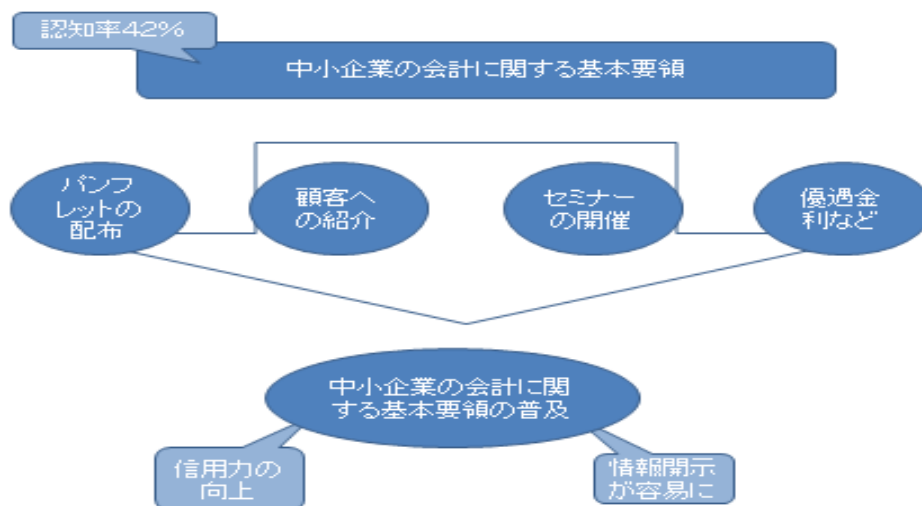 認知率42%
中小企業の会計に関する基本要領
パンフ
レットの
配布
顧客へ
の紹介
セミナー
の開催
優遇金
利など
中小企業の会計に関
する基本要領の普及
信用力の
向上
情報開示
が容易に